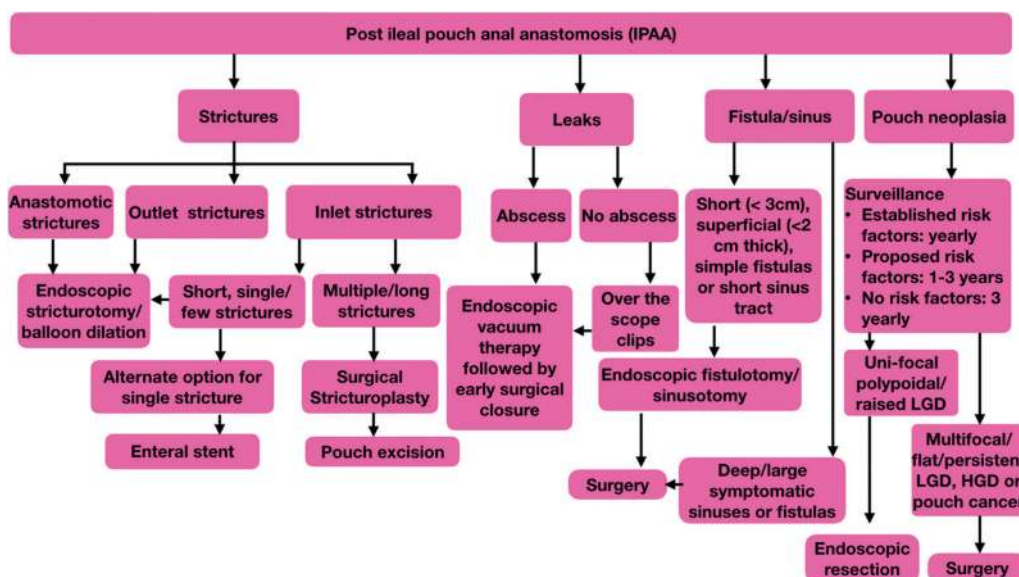 Post ileal pouch anal anastomosis (IPAA)
Strictures
Leaks
Fistula/sinus
Pouch neoplasia
Anastomotic
strictures
Outlet strictures
Inlet strictures
Abscess
No abscess
Short (< 3cm),
superficial (<2
cm thick),
simple fistulas
or short sinus
tract
Surveillance
• Established risk
factors: yearly
• Proposed risk
factors: 1-3 years
• No risk factors: 3
yearly
Endoscopic
stricturotomy/
balloon dilation
Short, single/
few strictures
Multiple/long
strictures
Endoscopic
vacuum
therapy
followed by
early surgical
closure
Over the
scope
clips
Alternate option for
single stricture
Surgical
Stricturoplasty
Endoscopic fistulotomy/
sinusotomy
Uni-focal
polypoidal/
raised LGD
Enteral stent
Pouch excision
Surgery
Deep/large
symptomatic
sinuses or fistulas
Multifocal/
flat/persisten
LGD, HGD or
pouch cancer
Endoscopic
resection
Surgery